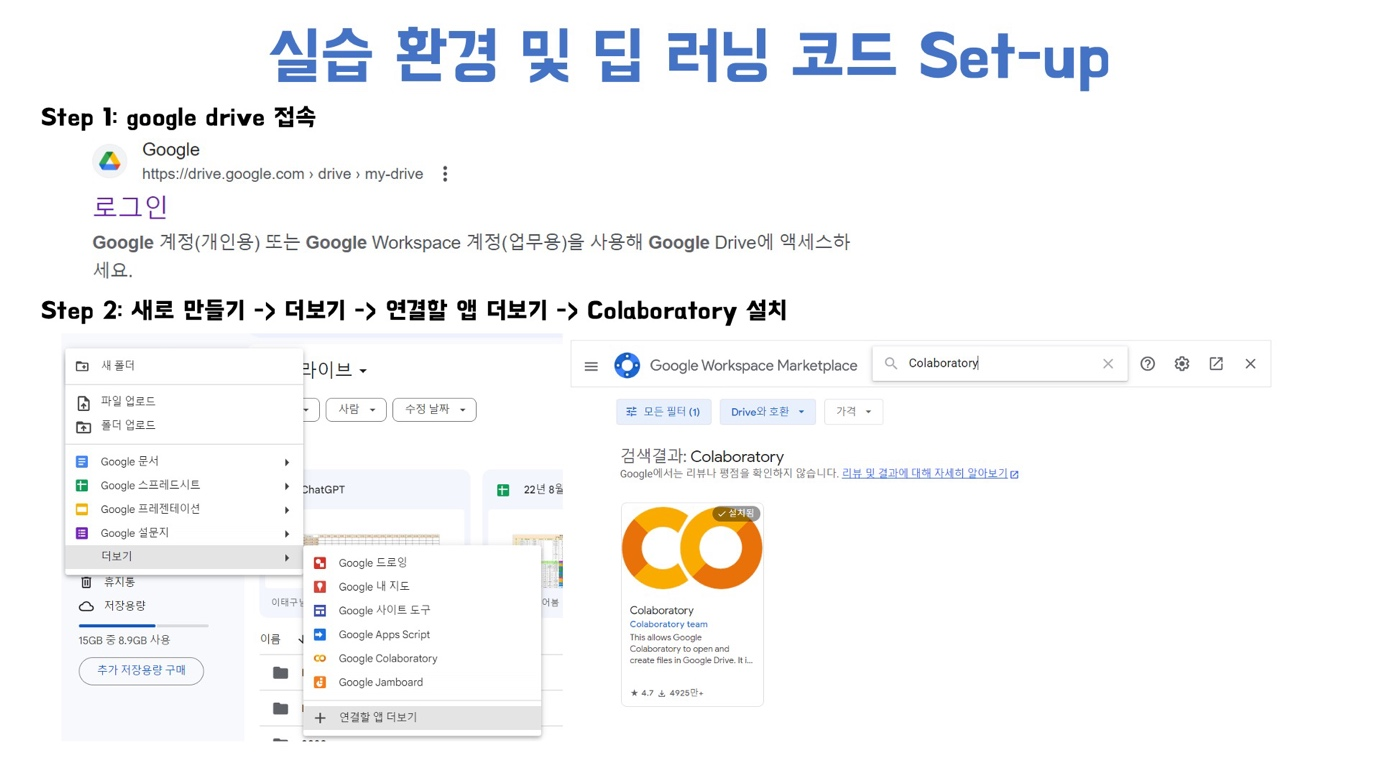 실습 환경 및 딥 러닝 코드 Set-up
Step 1: google drive 접속
Google
https://drive.google.com › drive › my-drive
로그인
Google 계정(개인용) 또는 Google Workspace 계정(업무용)을 사용해 Google Drive에 액세스하
세요.
Step 2: 새로 만들기 -> 더보기 -> 연결할 앱 더보기 -> Colaboratory 설치
새 폴더
파일 업로드
폴더 업로드
Google 문서
Google 스프레드시트
Google 프레젠테이션
Google 설문지
더보기
휴지통
저장용량
15GB 중 8.9GB 사용
추가 저장용량 구매
라이브
사람
수정 날짜
ChatGPT
22년 8월
이태구님
어봄
이름
Google 드로잉
Google 내 지도
Google 사이트 도구
Google Apps Script
Google Colaboratory
Google Jamboard
연결할 앱 더보기
Google Workspace Marketplace
Colaboratory
모든 필터 (1)
Drive와 호환
가격
검색결과: Colaboratory
Google에서는 리뷰나 평점을 확인하지 않습니다. 리뷰 및 결과에 대해 자세히 알아보기
설치됨
Colaboratory
Colaboratory team
This allows Google
Colaboratory to open and
create files in Google Drive. It i...
4.7 4925만+